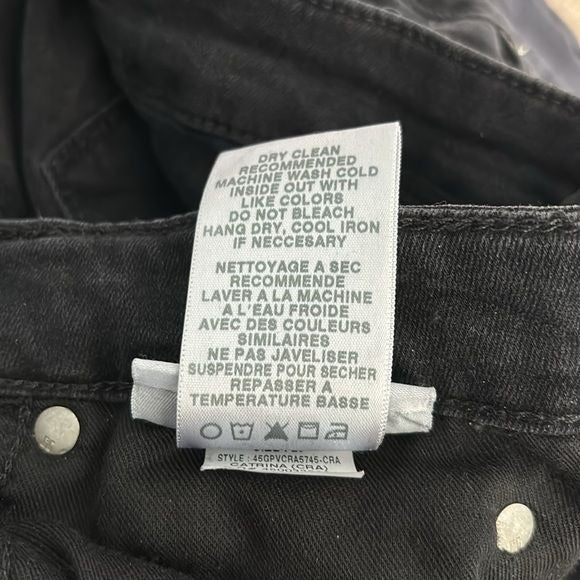 DRY CLEAN
RECOMMENDED
MACHINE WASH COLD
INSIDE OUT WITH
LIKE COLORS
DO NOT BLEACH
HANG DRY, COOL IRON
IF NECCESARY
NETTOYAGE A SEC
RECOMMENDE
LAVER A LA MACHINE
A L'EAU FROIDE
AVEC DES COULEURS
SIMILAIRES
NE PAS JAVELISER
SUSPENDRE POUR SECHER
REPASSER A
TEMPERATURE BASSE
STYLE : 46GPVCRA5745-CRA
CATRINA (CRA)